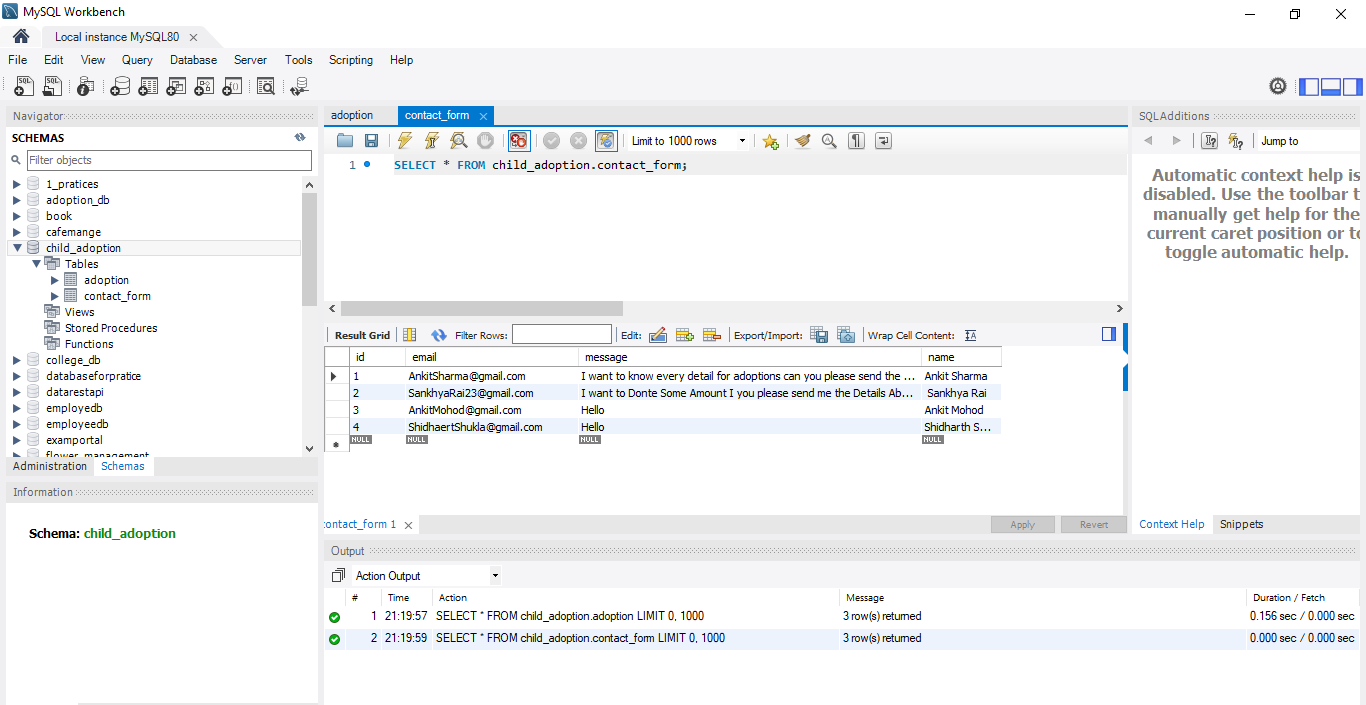 MySQL Workbench
Local instance MySQL80
File Edit View Query Database Server Tools Scripting Help
Navigator
SCHEMAS
Filter objects
1_pratices
adoption_db
book
cafemange
child_adoption
Tables
adoption
contact_form
Views
Stored Procedures
Functions
college_db
databaseforpratice
datarestapi
employedb
employeedb
examportal
flower_management
Administration Schemas
Information
Schema: child_adoption
adoption contact_form
Limit to 1000 rows
1 SELECT * FROM child_adoption.contact_form;
Result Grid Filter Rows: Edit: Export/Import: Wrap Cell Content:
id email message name
1 AnkitSharma@gmail.com I want to know every detail for adoptions can you please send the ... Ankit Sharma
2 SankhyaRai23@gmail.com I want to Donte Some Amount I you please send me the Details Ab... Sankhya Rai
3 AnkitMohod@gmail.com Hello Ankit Mohod
4 ShidhaertShukla@gmail.com Hello Shidharth S...
NULL NULL NULL NULL
contact_form 1 Apply Revert
SQLAdditions
Jump to
Automatic context help is
disabled. Use the toolbar t
manually get help for the
current caret position or to
toggle automatic help.
Context Help Snippets
Output
Action Output
# Time Action Message Duration / Fetch
1 21:19:57 SELECT * FROM child_adoption.adoption LIMIT 0, 1000 3 row(s) returned 0.156 sec / 0.000 sec
2 21:19:59 SELECT * FROM child_adoption.contact_form LIMIT 0, 1000 3 row(s) returned 0.000 sec / 0.000 sec